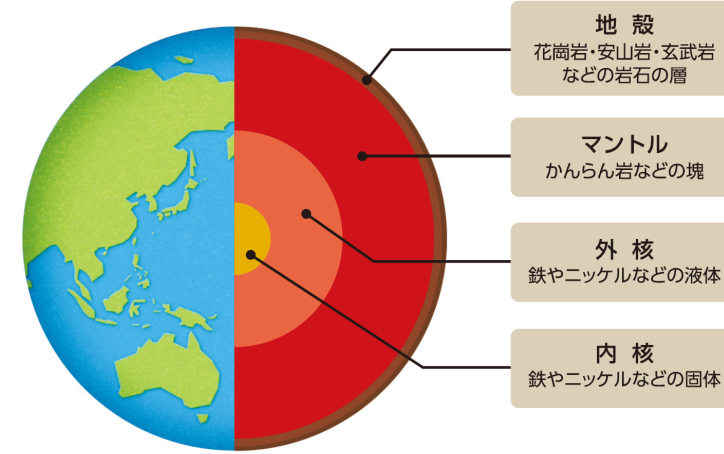 地 殻
花崗岩・安山岩・玄武岩
などの岩石の層
マントル
かんらん岩などの塊
外 核
鉄やニッケルなどの液体
内 核
鉄やニッケルなどの固体